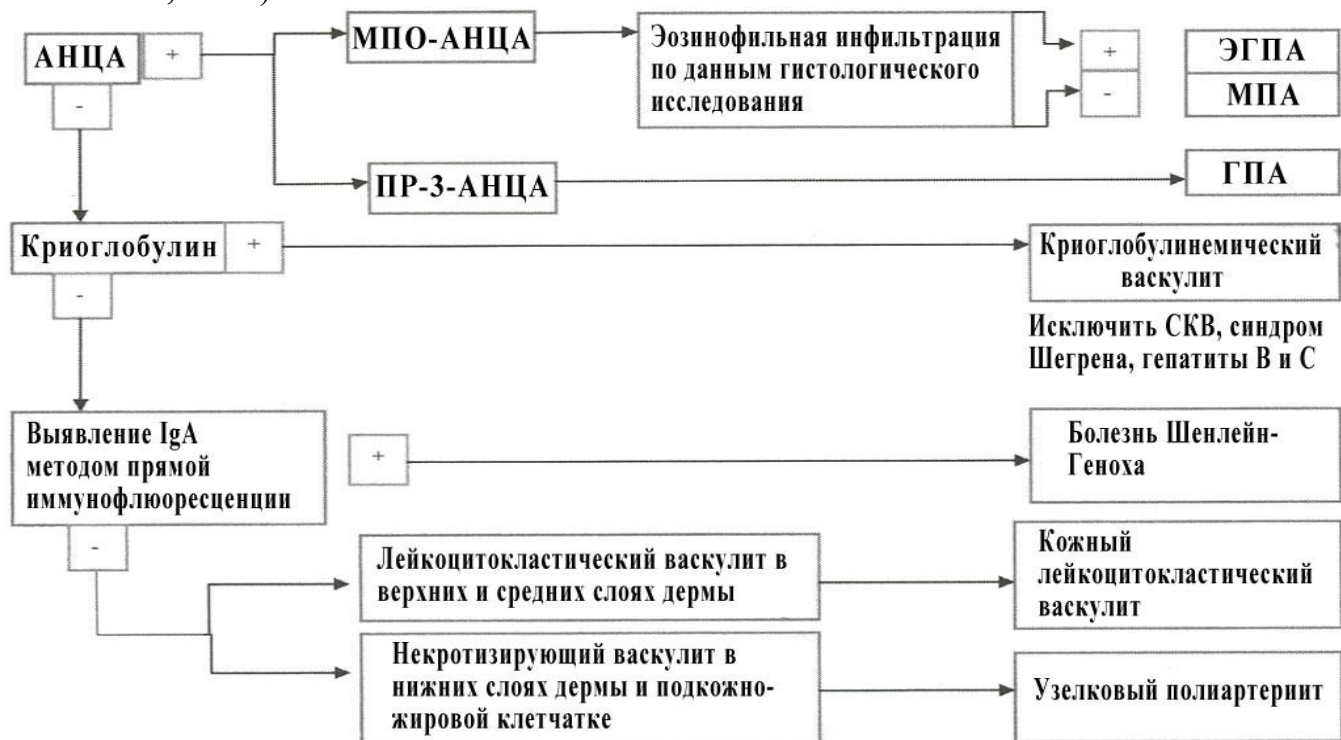 АНЦА
+
-
МПО-АНЦА
Эозинофильная инфильтрация
по данным гистологического
исследования
+
-
ЭГПА
МПА
ПР-3-АНЦА
ГПА
Криоглобулин
+
-
Криоглобулинемический
васкулит
Исключить СКВ, синдром
Шегрена, гепатиты В и С
Выявление IgA
методом прямой
иммунофлюоресценции
+
-
Болезнь Шенлейн-
Геноха
Лейкоцитокластический васкулит в
верхних и средних слоях дермы
Кожный
лейкоцитокластический
васкулит
Некротизирующий васкулит в
нижних слоях дермы и подкожно-
жировой клетчатке
Узелковый полиартериит